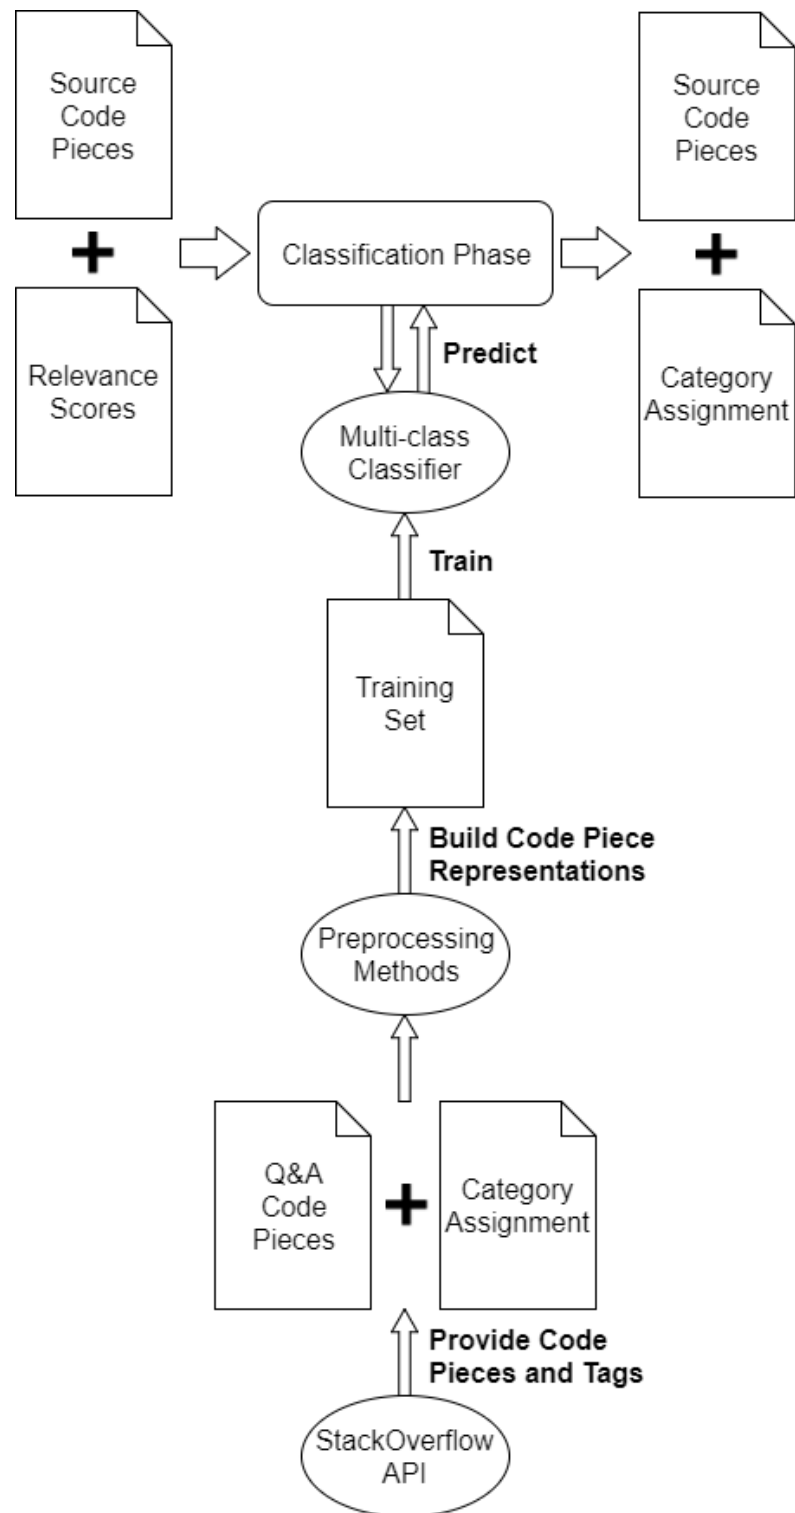 Source
Code
Pieces
Relevance
Scores
Classification Phase
Source
Code
Pieces
Category
Assignment
Predict
Multi-class
Classifier
Train
Training
Set
Build Code Piece
Representations
Preprocessing
Methods
Q&A
Code
Pieces
Category
Assignment
Provide Code
Pieces and Tags
StackOverflow
API